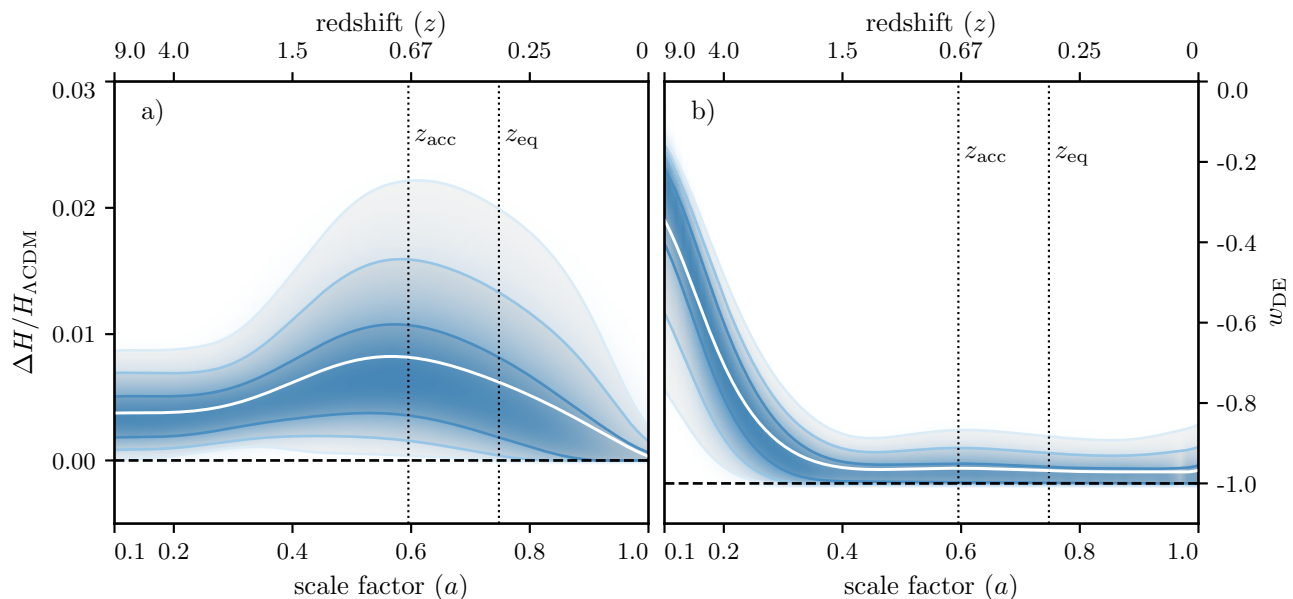 redshift (z)
9.0 4.0 1.5 0.67 0.25 0
0.03
0.02
0.01
0.00
ΔH/H_ΛCDM
a)
z_acc
z_eq
0.1 0.2 0.4 0.6 0.8 1.0
scale factor (a)
redshift (z)
9.0 4.0 1.5 0.67 0.25 0
b)
z_acc
z_eq
0.0
-0.2
-0.4
-0.6
-0.8
-1.0
w_DE
0.1 0.2 0.4 0.6 0.8 1.0
scale factor (a)